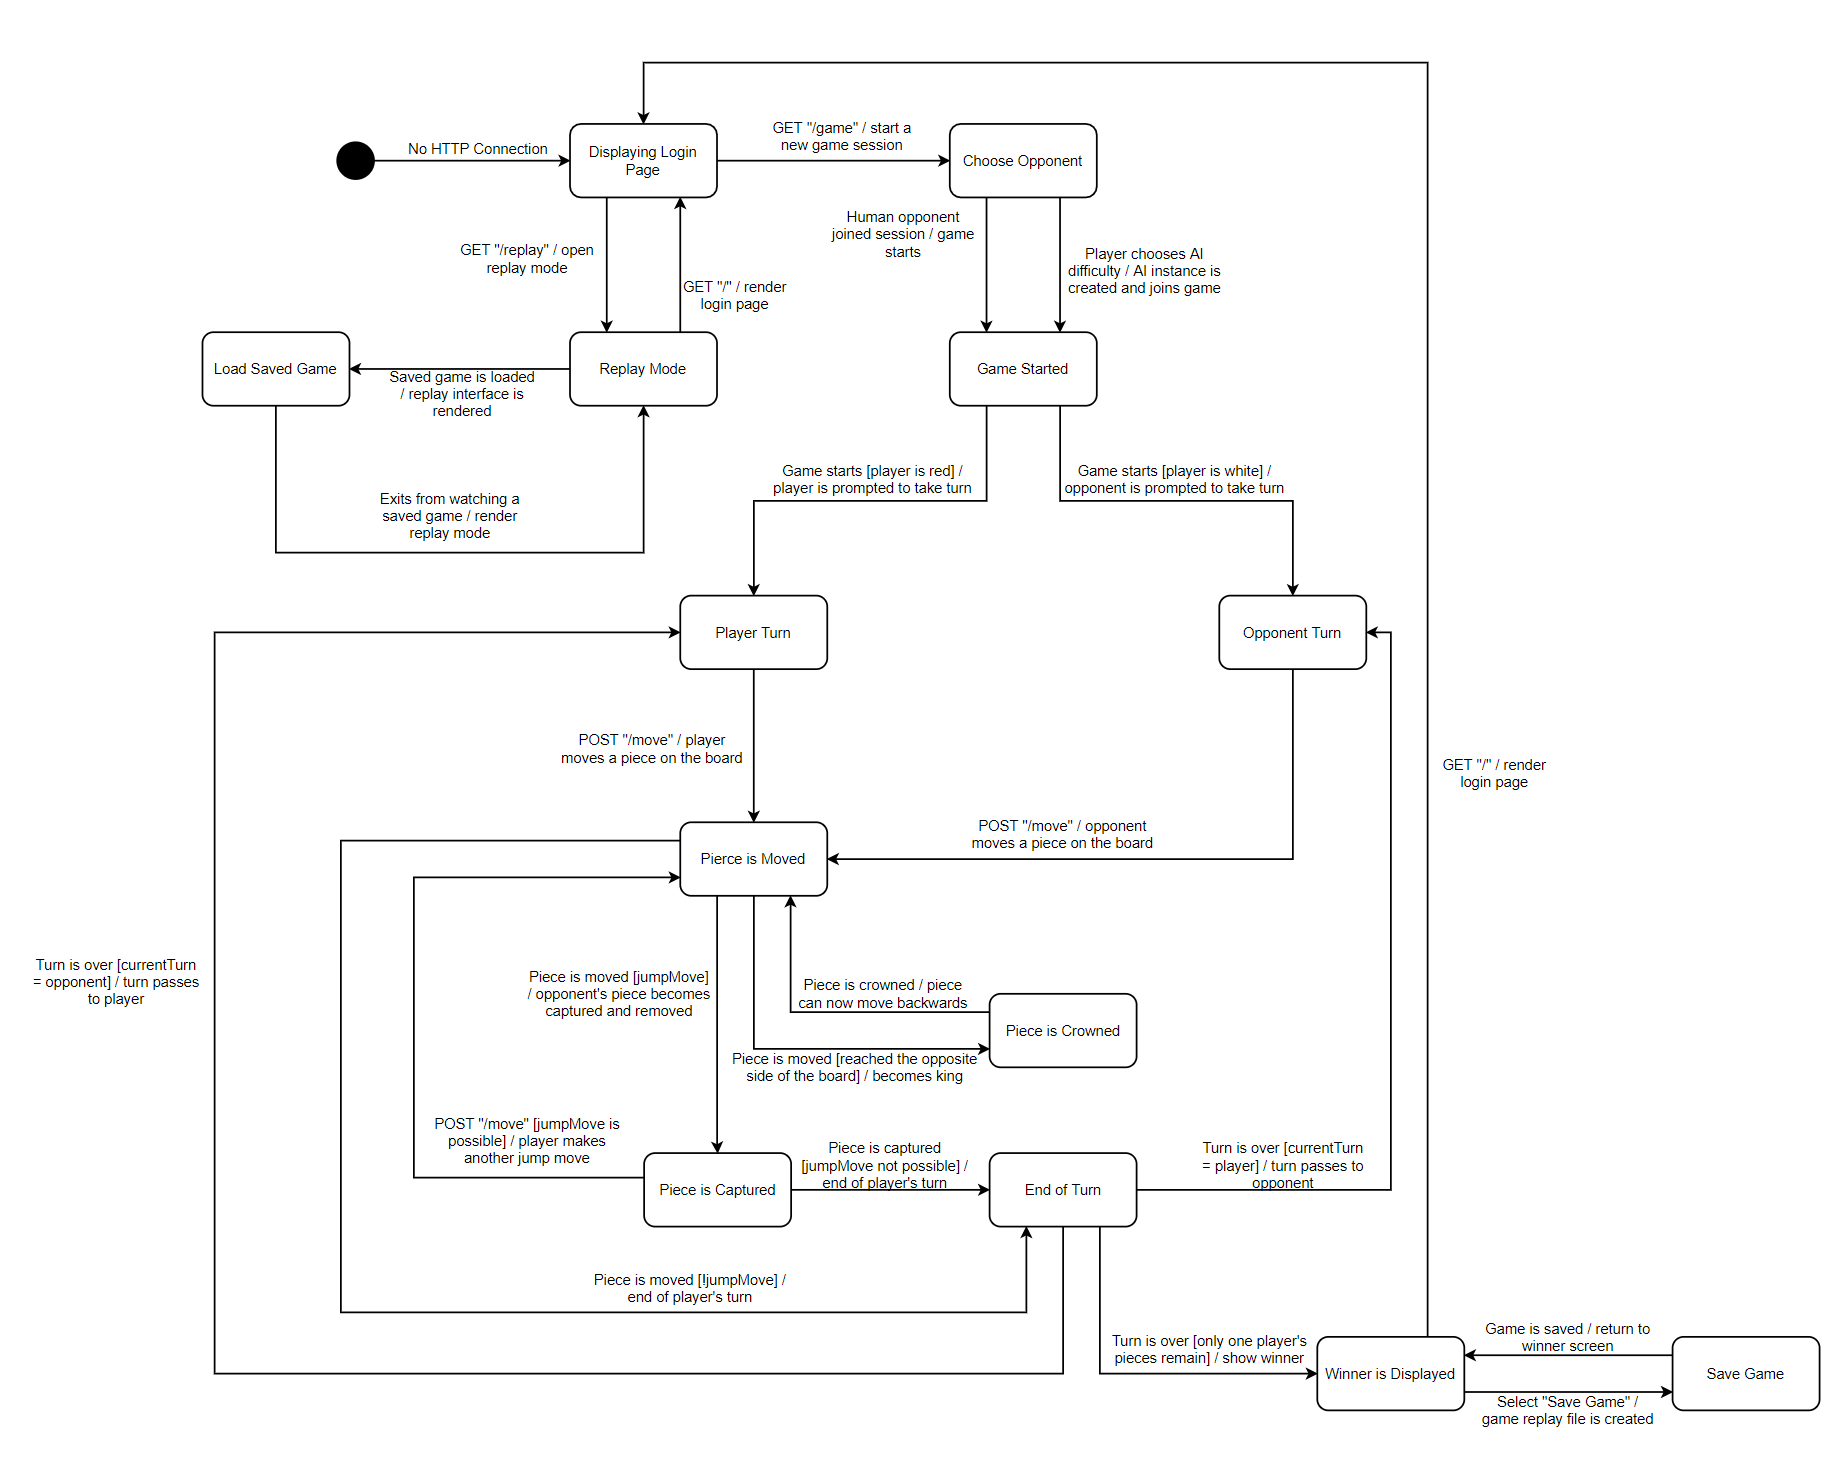 No HTTP Connection
Displaying Login
Page
GET "/game" / start a
new game session
Choose Opponent
GET "/replay" / open
replay mode
GET "/" / render
login page
Human opponent
joined session / game
starts
Player chooses AI
difficulty / AI instance is
created and joins game
Load Saved Game
Saved game is loaded
/ replay interface is
rendered
Replay Mode
Game Started
Exits from watching a
saved game / render
replay mode
Game starts [player is red] /
player is prompted to take turn
Game starts [player is white] /
opponent is prompted to take turn
Player Turn
Opponent Turn
POST "/move" / player
moves a piece on the board
GET "/" / render
login page
POST "/move" / opponent
moves a piece on the board
Pierce is Moved
Turn is over [currentTurn
= opponent] / turn passes
to player
Piece is moved [jumpMove]
/ opponent's piece becomes
captured and removed
Piece is crowned / piece
can now move backwards
Piece is Crowned
Piece is moved [reached the opposite
side of the board] / becomes king
POST "/move" [jumpMove is
possible] / player makes
another jump move
Piece is Captured
Piece is captured
[jumpMove not possible] /
end of player's turn
End of Turn
Turn is over [currentTurn
= player] / turn passes to
opponent
Piece is moved [!jumpMove] /
end of player's turn
Turn is over [only one player's
pieces remain] / show winner
Winner is Displayed
Game is saved / return to
winner screen
Save Game
Select "Save Game" /
game replay file is created